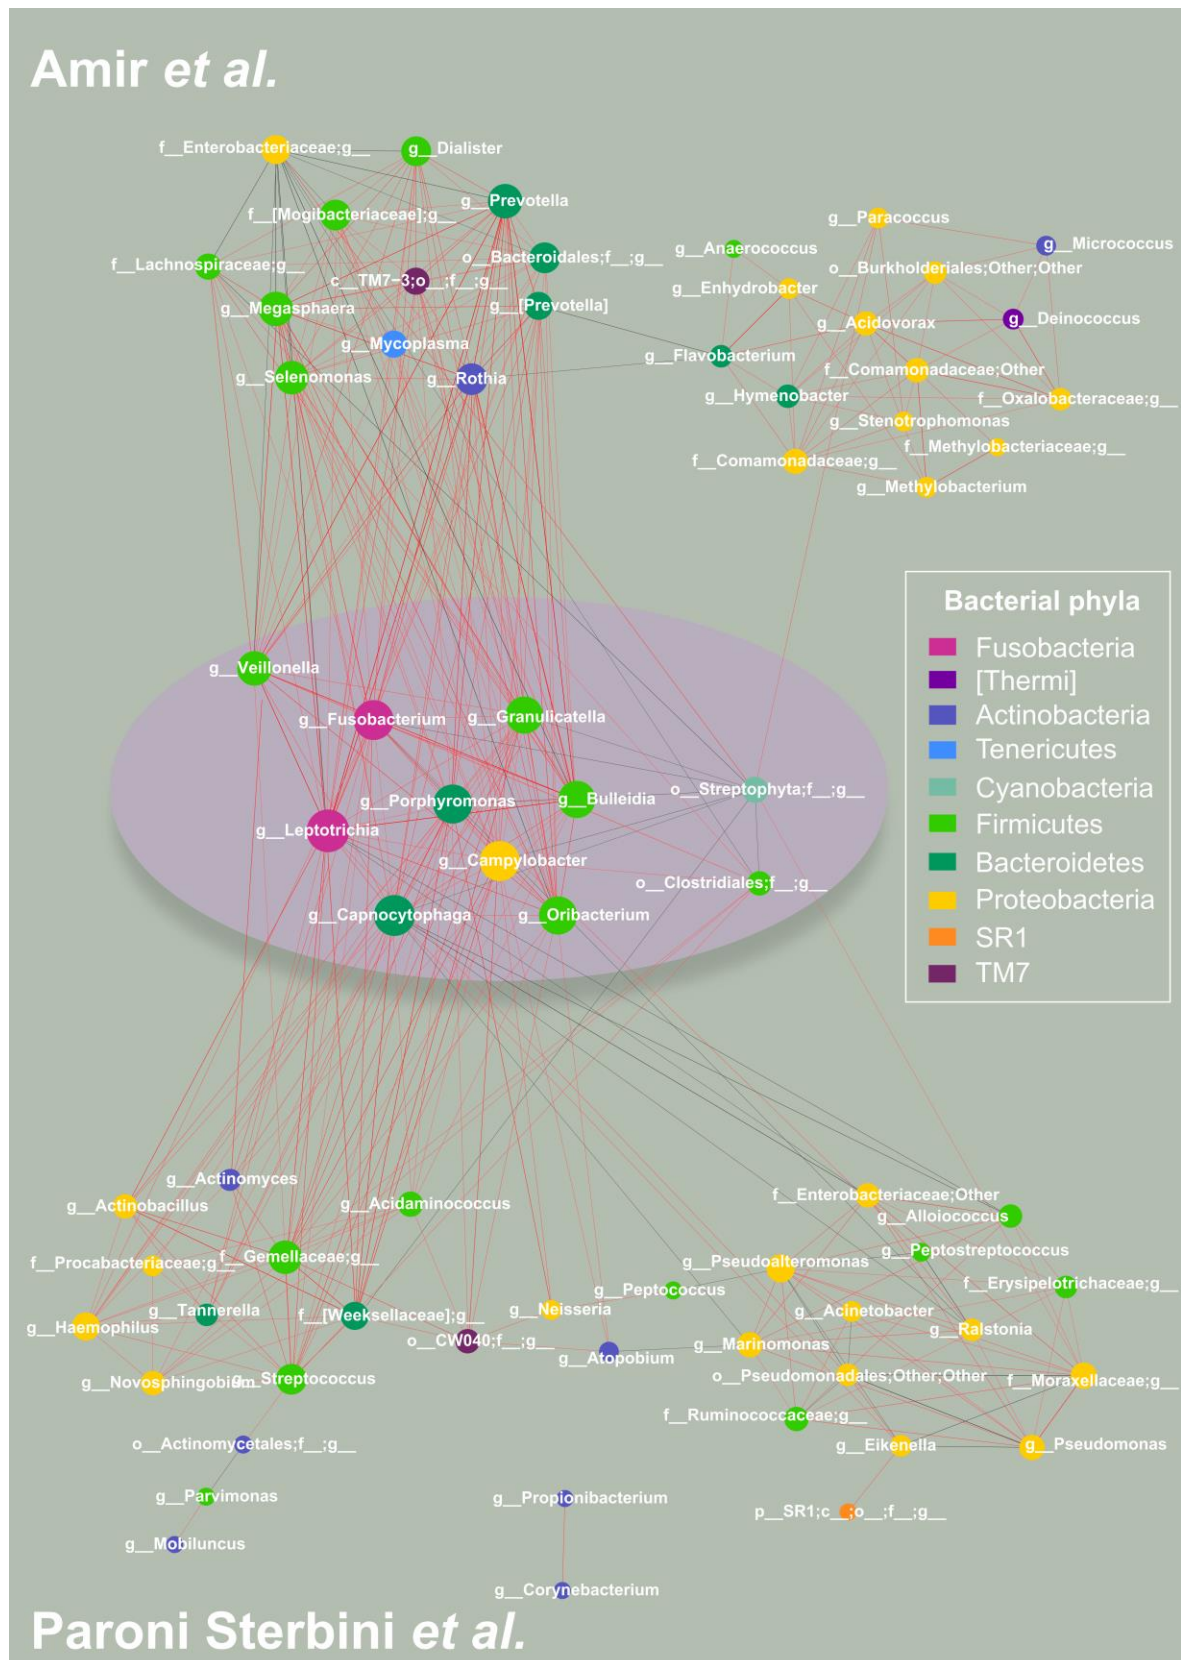 Amir et al.
f__Enterobacteriaceae;g__
g__Dialister
g__Prevotella
f__[Mogibacteriaceae];g__
o__Bacteroidales;f__;g__
f__Lachnospiraceae;g__
c__TM7-3;o__;f__;g__
g__[Prevotella]
g__Megasphaera
g__Mycoplasma
g__Selenomonas
g__Rothia
g__Paracoccus
g__Anaerococcus
g__Micrococcus
o__Burkholderiales;Other;Other
g__Enhydrobacter
g__Acidovorax
g__Deinococcus
g__Flavobacterium
f__Comamonadaceae;Other
g__Hymenobacter
f__Oxalobacteraceae;g__
g__Stenotrophomonas
f__Methylobacteriaceae;g__
f__Comamonadaceae;g__
g__Methylobacterium
Bacterial phyla
Fusobacteria
[Thermi]
Actinobacteria
Tenericutes
Cyanobacteria
Firmicutes
Bacteroidetes
Proteobacteria
SR1
TM7
g__Veillonella
g__Fusobacterium
g__Granulicatella
o__Streptophyta;f__;g__
g__Porphyromonas
g__Bulleidia
g__Leptotrichia
g__Campylobacter
o__Clostridiales;f__;g__
g__Capnocytophaga
g__Oribacterium
g__Actinomyces
g__Actinobacillus
g__Acidaminococcus
f__Procabacteriaceae;g__
f__Gemellaceae;g__
g__Tannerella
f__[Weeksellaceae];g__
g__Haemophilus
g__Neisseria
o__CW040;f__;g__
g__Atopobium
g__Novosphingobium
g__Streptococcus
o__Actinomycetales;f__;g__
g__Parvimonas
g__Mobiluncus
f__Enterobacteriaceae;Other
g__Alloiococcus
g__Peptostreptococcus
g__Pseudoalteromonas
g__Peptococcus
f__Erysipelotrichaceae;g__
g__Acinetobacter
g__Ralstonia
g__Marinomonas
o__Pseudomonadales;Other;Other
f__Moraxellaceae;g__
f__Ruminococcaceae;g__
g__Eikenella
g__Pseudomonas
g__Propionibacterium
p__SR1;c__;o__;f__;g__
g__Corynebacterium
Paroni Sterbini et al.